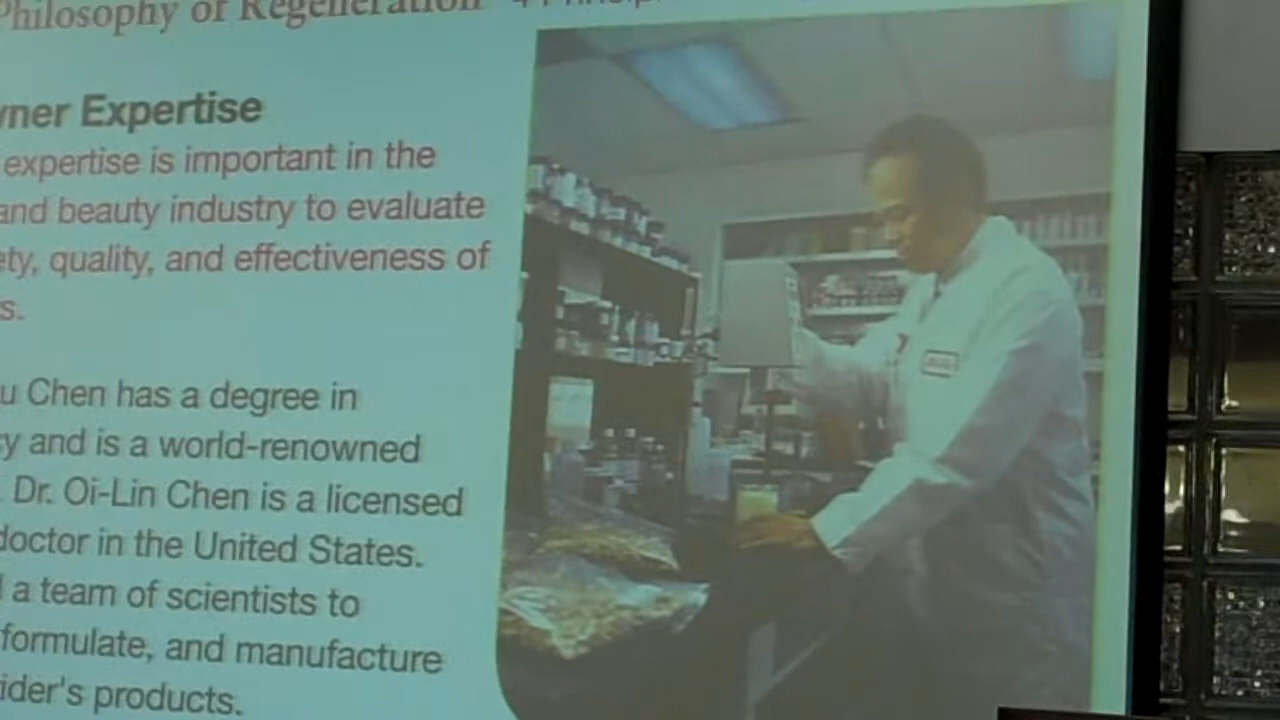 Philosophy of Regeneration
wner Expertise
expertise is important in the
and beauty industry to evaluate
ety, quality, and effectiveness of
s.
u Chen has a degree in
y and is a world-renowned
. Dr. Oi-Lin Chen is a licensed
doctor in the United States.
a team of scientists to
formulate, and manufacture
ider's products.